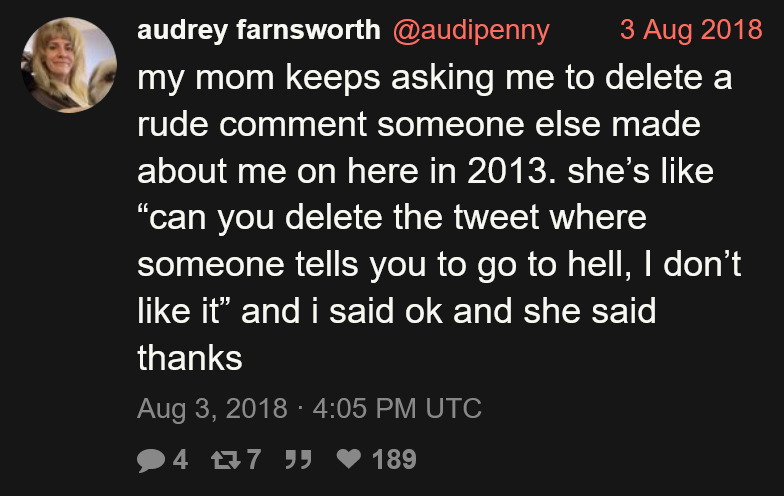 audrey farnsworth @audipenny 3 Aug 2018
my mom keeps asking me to delete a
rude comment someone else made
about me on here in 2013. she’s like
“can you delete the tweet where
someone tells you to go to hell, I don’t
like it” and i said ok and she said
thanks
Aug 3, 2018 · 4:05 PM UTC
4 7 189